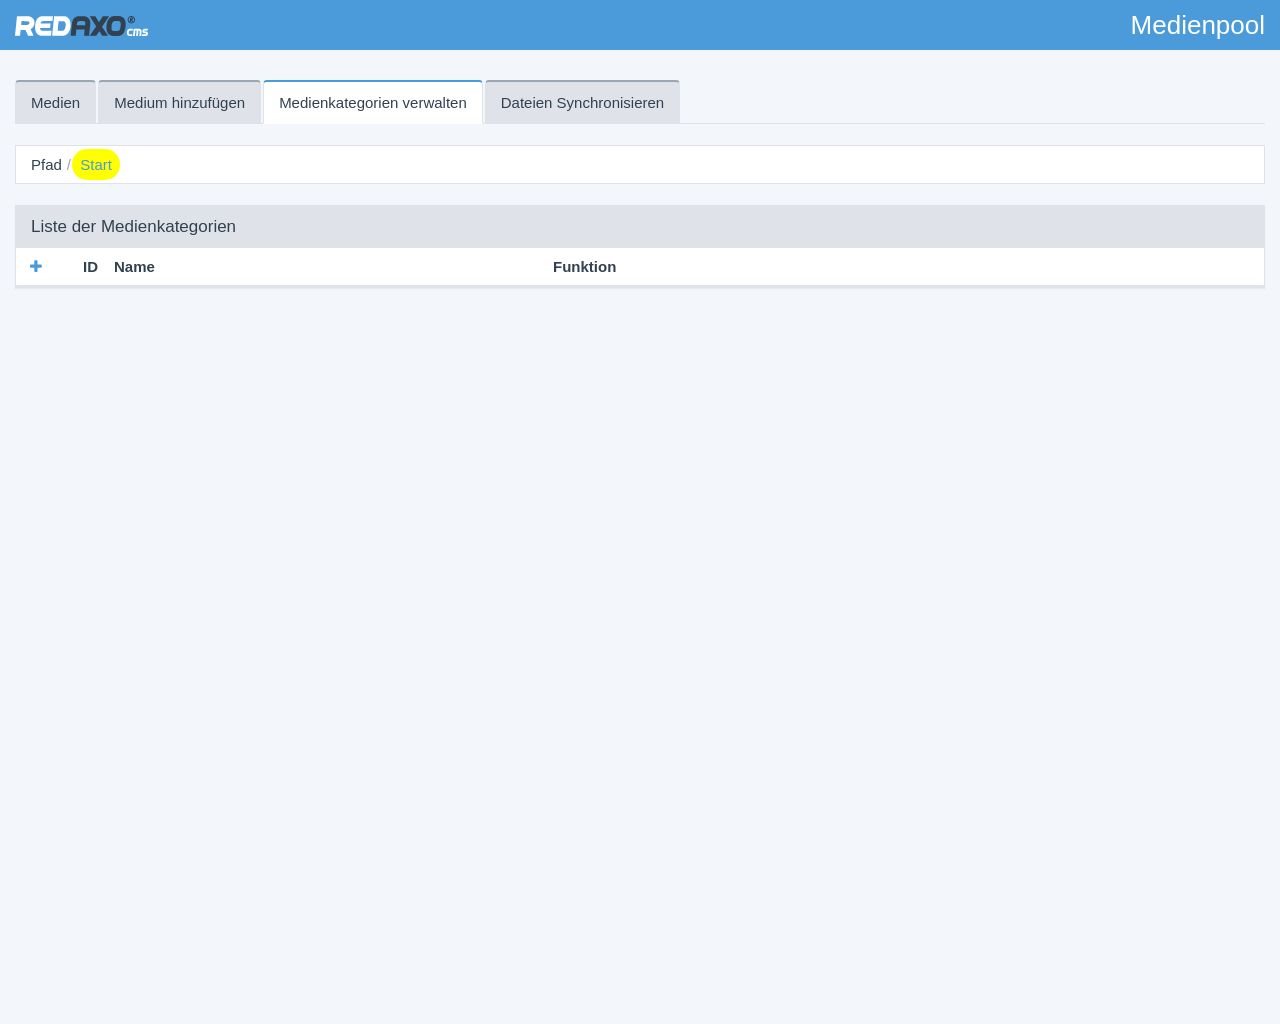 REDAXO® cms
Medienpool
Medien
Medium hinzufügen
Medienkategorien verwalten
Dateien Synchronisieren
Pfad / Start
Liste der Medienkategorien
ID Name Funktion